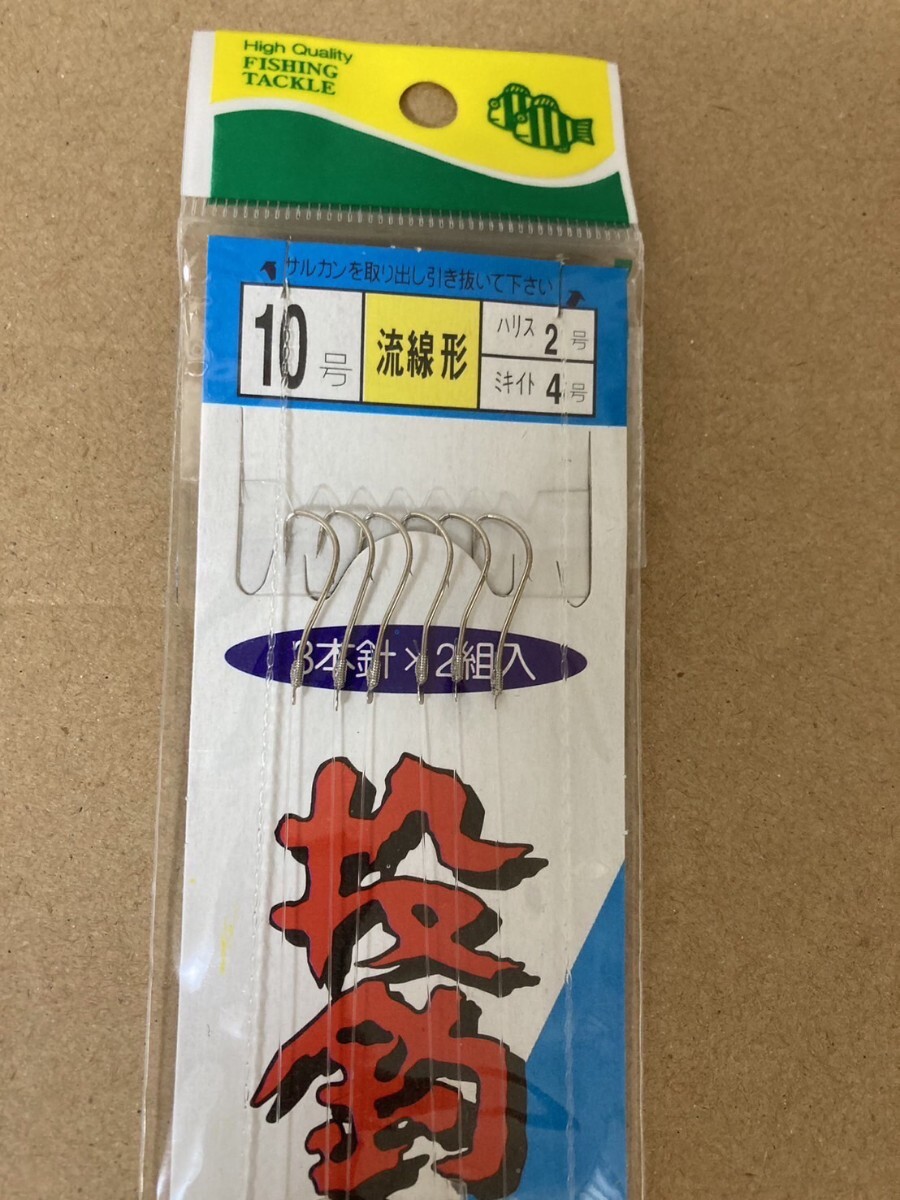 High Quality
FISHING
TACKLE
サルカンを取り出し引き抜いて下さい
10号
流線形
ハリス 2号
ミキイト 4号
3本針×2組入
投釣